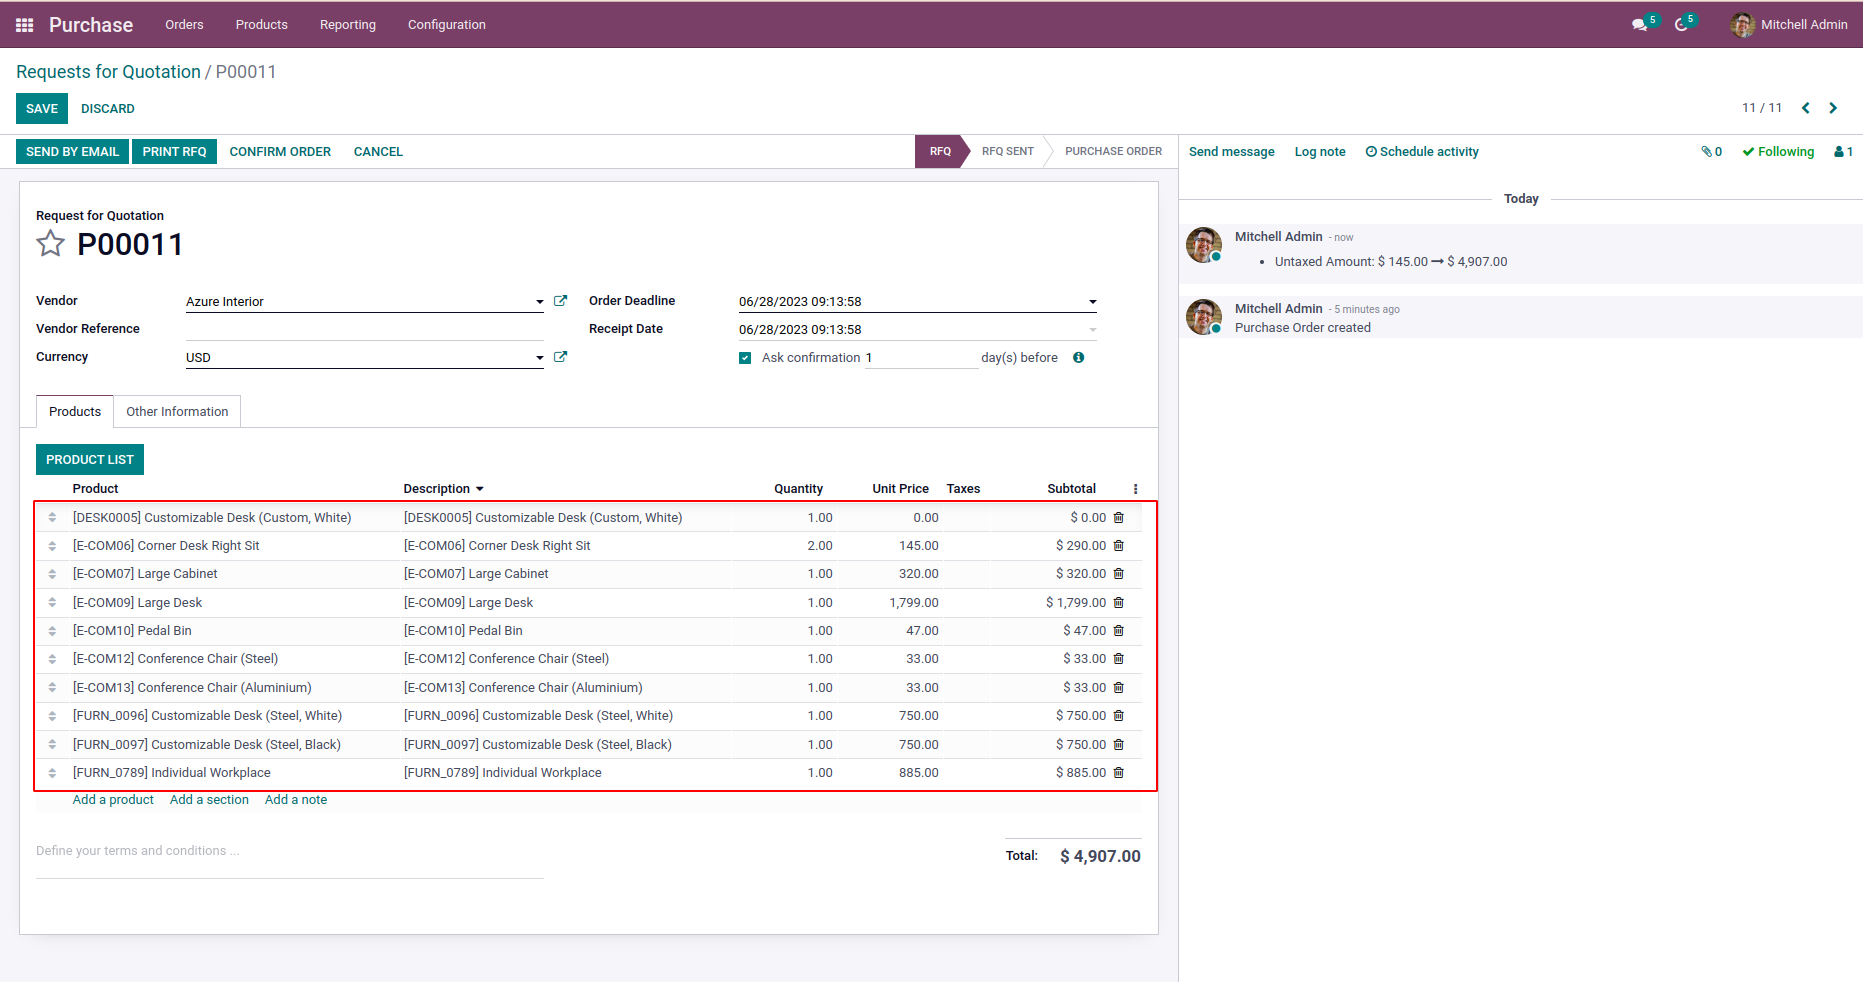 Purchase Orders Products Reporting Configuration 5 5 Mitchell Admin
Requests for Quotation / P00011
SAVE DISCARD 11 / 11
SEND BY EMAIL PRINT RFQ CONFIRM ORDER CANCEL RFQ RFQ SENT PURCHASE ORDER
Request for Quotation
P00011
Vendor Azure Interior Order Deadline 06/28/2023 09:13:58
Vendor Reference Receipt Date 06/28/2023 09:13:58
Currency USD Ask confirmation 1 day(s) before
Products Other Information
PRODUCT LIST
Product Description Quantity Unit Price Taxes Subtotal
[DESK0005] Customizable Desk (Custom, White) [DESK0005] Customizable Desk (Custom, White) 1.00 0.00 $ 0.00
[E-COM06] Corner Desk Right Sit [E-COM06] Corner Desk Right Sit 2.00 145.00 $ 290.00
[E-COM07] Large Cabinet [E-COM07] Large Cabinet 1.00 320.00 $ 320.00
[E-COM09] Large Desk [E-COM09] Large Desk 1.00 1,799.00 $ 1,799.00
[E-COM10] Pedal Bin [E-COM10] Pedal Bin 1.00 47.00 $ 47.00
[E-COM12] Conference Chair (Steel) [E-COM12] Conference Chair (Steel) 1.00 33.00 $ 33.00
[E-COM13] Conference Chair (Aluminium) [E-COM13] Conference Chair (Aluminium) 1.00 33.00 $ 33.00
[FURN_0096] Customizable Desk (Steel, White) [FURN_0096] Customizable Desk (Steel, White) 1.00 750.00 $ 750.00
[FURN_0097] Customizable Desk (Steel, Black) [FURN_0097] Customizable Desk (Steel, Black) 1.00 750.00 $ 750.00
[FURN_0789] Individual Workplace [FURN_0789] Individual Workplace 1.00 885.00 $ 885.00
Add a product Add a section Add a note
Define your terms and conditions ... Total: $ 4,907.00
Send message Log note Schedule activity 0 Following 1
Today
Mitchell Admin - now
• Untaxed Amount: $ 145.00 → $ 4,907.00
Mitchell Admin - 5 minutes ago
Purchase Order created